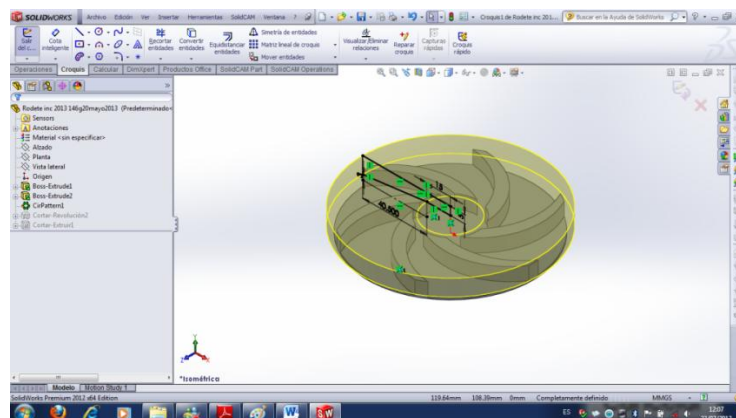 SOLIDWORKS Archivo Edición Ver Insertar Herramientas SolidCAM Ventana ? Croquis1 de Rodete inc 201... Buscar en la Ayuda de SolidWorks
Salir del c... Cota inteligente Recortar entidades Convertir entidades Equidistanciar entidades Simetría de entidades Matriz lineal de croquis Mover entidades Visualizar/Eliminar relaciones Reparar croquis Capturas rápidas Croquis rápido
Operaciones Croquis Calcular DimXpert Productos Office SolidCAM Part SolidCAM Operations
Rodete inc 2013 146g20mayo2013 (Predeterminado<
Sensors
Anotaciones
Material <sin especificar>
Alzado
Planta
Vista lateral
Origen
Boss-Extrude1
Boss-Extrude2
CirPattern1
Cortar-Revolución2
Cortar-Extruir1
18
40.500
*Isométrica
Modelo Motion Study 1
SolidWorks Premium 2012 x64 Edition 119.64mm 108.39mm 0mm Completamente definido MMGS
ES 12:07